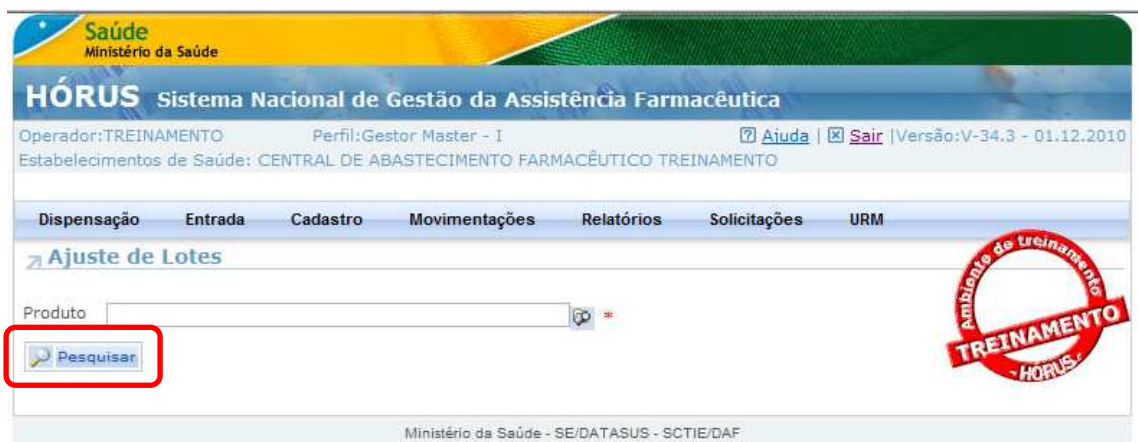 Saúde
Ministério da Saúde
HÓRUS Sistema Nacional de Gestão da Assistência Farmacêutica
Operador:TREINAMENTO Perfil:Gestor Master - I Ajuda | Sair |Versão:V-34.3 - 01.12.2010
Estabelecimentos de Saúde: CENTRAL DE ABASTECIMENTO FARMACÊUTICO TREINAMENTO
Dispensação Entrada Cadastro Movimentações Relatórios Solicitações URM
Ajuste de Lotes
Ambiente de treinamento
TREINAMENTO
- HÓRUS -
Produto *
Pesquisar
Ministério da Saúde - SE/DATASUS - SCTIE/DAF